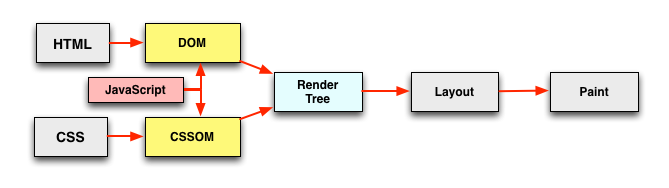 HTML
DOM
JavaScript
Render
Tree
Layout
Paint
CSS
CSSOM